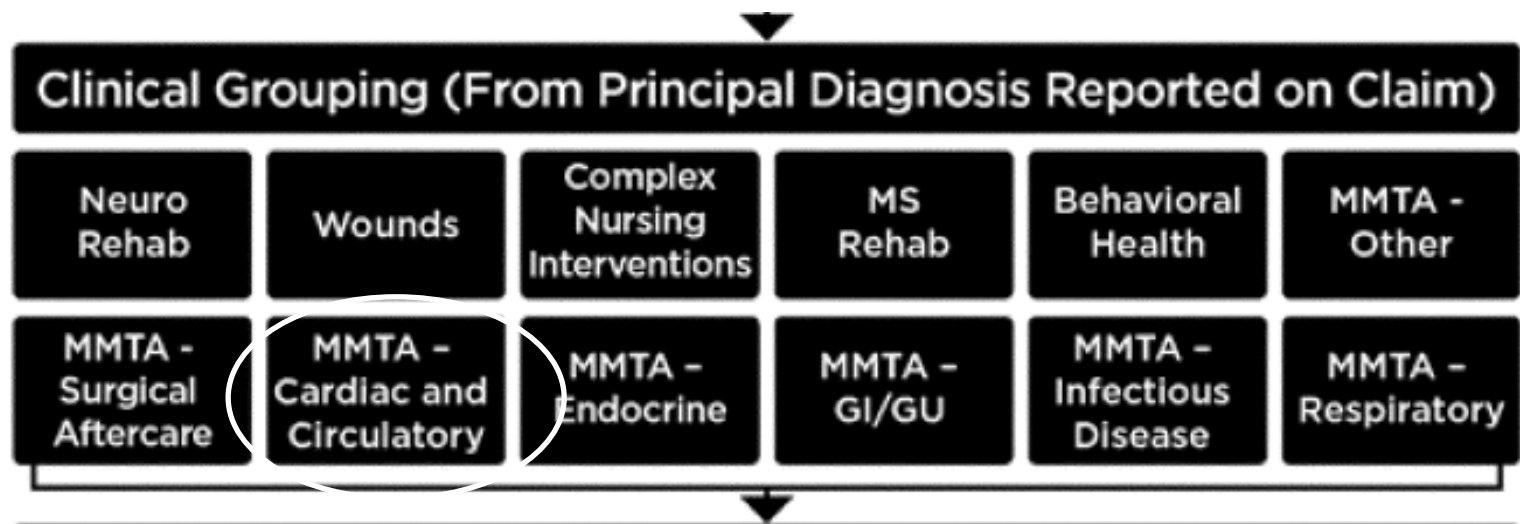 Clinical Grouping (From Principal Diagnosis Reported on Claim)
Neuro
Rehab
Wounds
Complex
Nursing
Interventions
MS
Rehab
Behavioral
Health
MMTA -
Other
MMTA -
Surgical
Aftercare
MMTA –
Cardiac and
Circulatory
MMTA –
Endocrine
MMTA –
GI/GU
MMTA –
Infectious
Disease
MMTA –
Respiratory